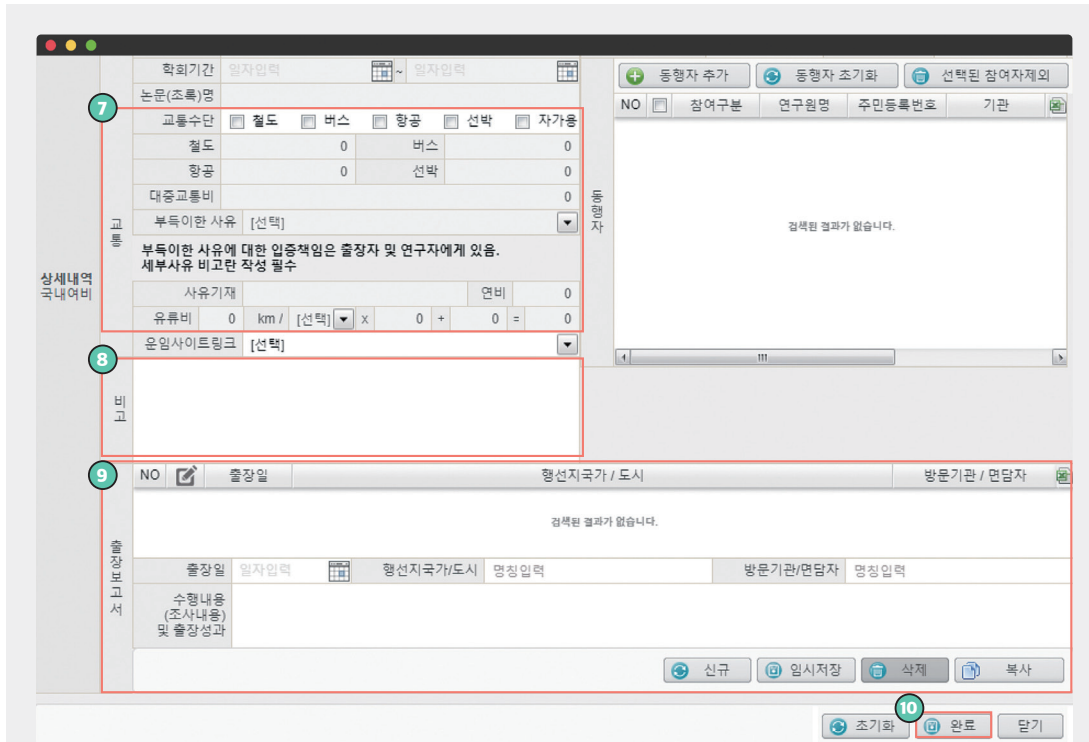 학회기간 일자입력 ~ 일자입력
논문(초록)명
7
교통수단 철도 버스 항공 선박 자가용
철도 0 버스 0
항공 0 선박 0
대중교통비 0
부득이한 사유 [선택]
교통
부득이한 사유에 대한 입증책임은 출장자 및 연구자에게 있음.
세부사유 비고란 작성 필수
상세내역
국내여비
사유기재 연비 0
유류비 0 km / [선택] x 0 + 0 = 0
운임사이트링크 [선택]
8
비고
동행자 추가 동행자 초기화 선택된 참여자제외
NO 참여구분 연구원명 주민등록번호 기관
동행자
검색된 결과가 없습니다.
9
NO 출장일 행선지국가 / 도시 방문기관 / 면담자
검색된 결과가 없습니다.
출장보고서
출장일 일자입력 행선지국가/도시 명칭입력 방문기관/면담자 명칭입력
수행내용
(조사내용)
및 출장성과
신규 임시저장 삭제 복사
10
초기화 완료 닫기